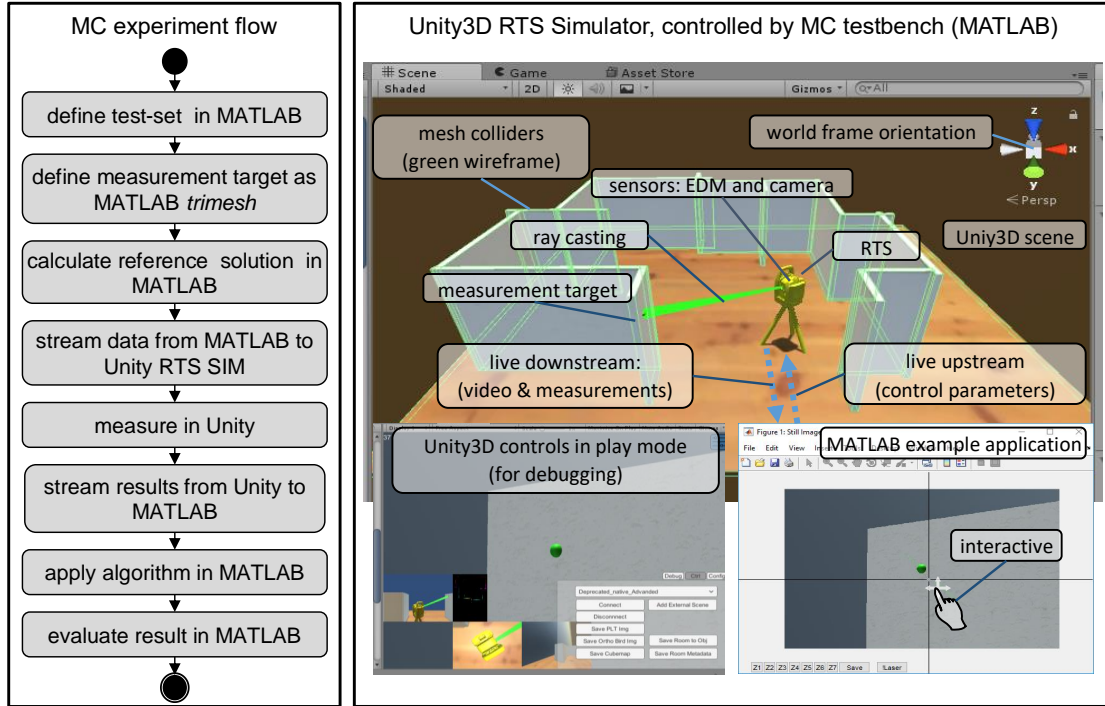 MC experiment flow
define test-set in MATLAB
define measurement target as
MATLAB trimesh
calculate reference solution in
MATLAB
stream data from MATLAB to
Unity RTS SIM
measure in Unity
stream results from Unity to
MATLAB
apply algorithm in MATLAB
evaluate result in MATLAB
Unity3D RTS Simulator, controlled by MC testbench (MATLAB)
Scene
Game
Asset Store
Shaded
2D
Gizmos
All
mesh colliders
(green wireframe)
world frame orientation
z
x
y
Persp
sensors: EDM and camera
ray casting
RTS
Uniy3D scene
measurement target
live downstream:
(video & measurements)
live upstream
(control parameters)
Unity3D controls in play mode
(for debugging)
Debug
Ctrl
Config
Deprecated_native_Advanded
Connect
Add External Scene
Disconnnect
Save PLT Img
Save Ortho Bird Img
Save Room to Obj
Save Cubemap
Save Room Metadata
Figure 1: Still Imag
MATLAB example application
File Edit View
interactive
Z1 Z2 Z3 Z4 Z5 Z6 Z7 Save
!Laser